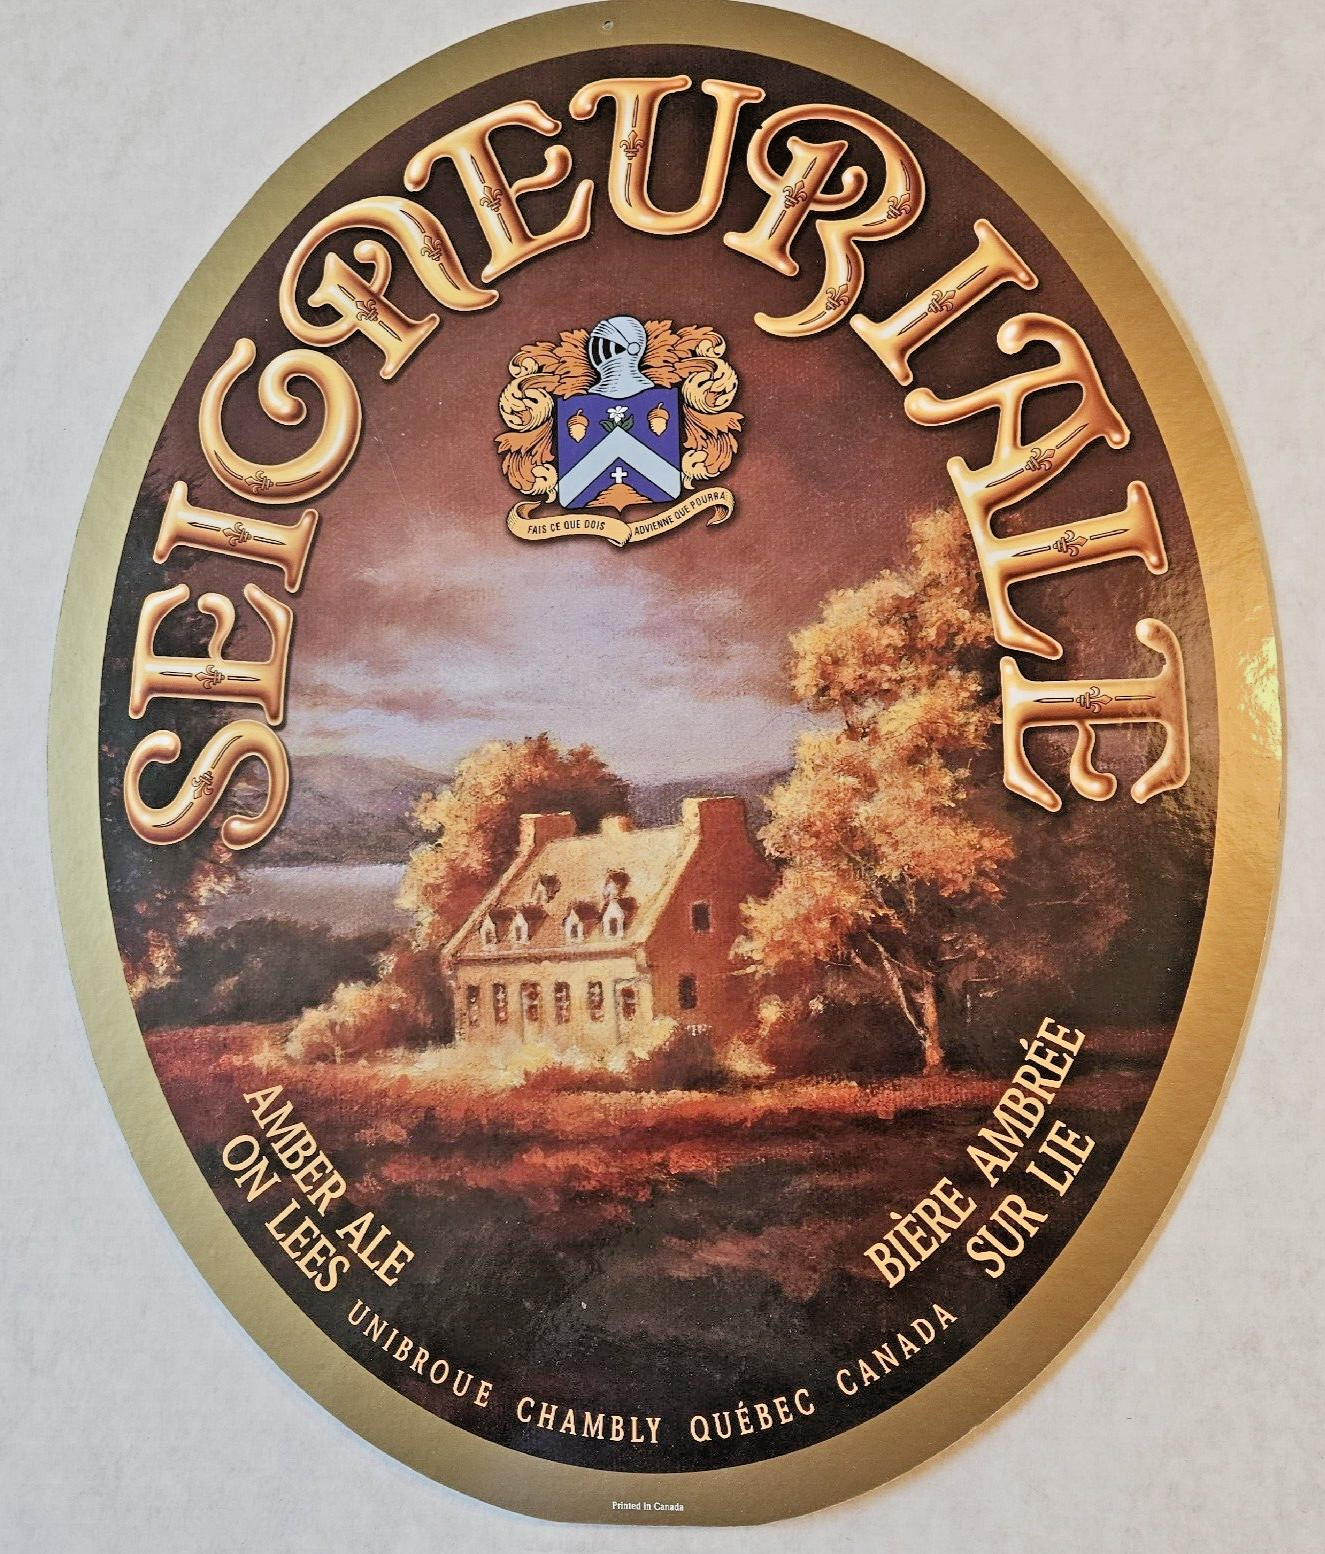 SEIGNEURIALE
FAIS CE QUE DOIS ADVIENNE QUE POURRA
AMBER ALE
ON LEES
BIÈRE AMBRÉE
SUR LIE
UNIBROUE CHAMBLY QUÉBEC CANADA
Printed in Canada